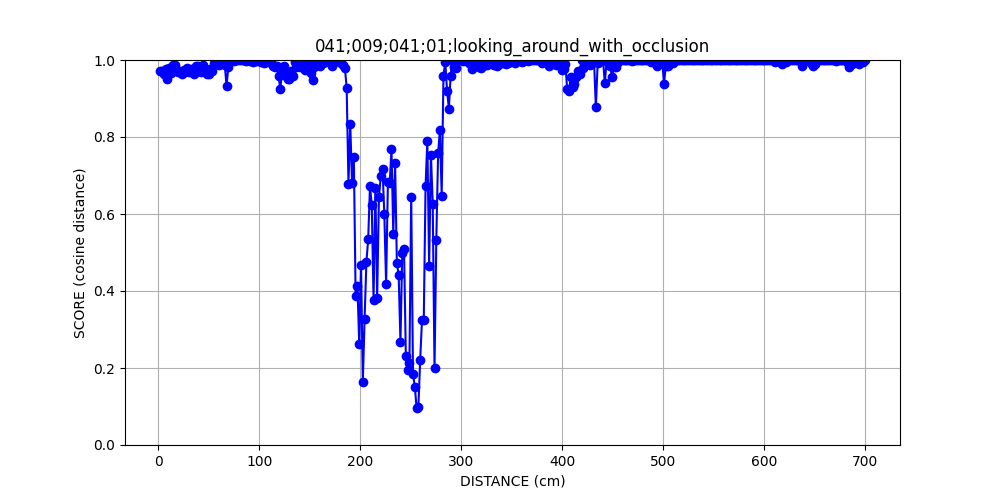 041;009;041;01;looking_around_with_occlusion
SCORE (cosine distance)
1.0
0.8
0.6
0.4
0.2
0.0
0 100 200 300 400 500 600 700
DISTANCE (cm)